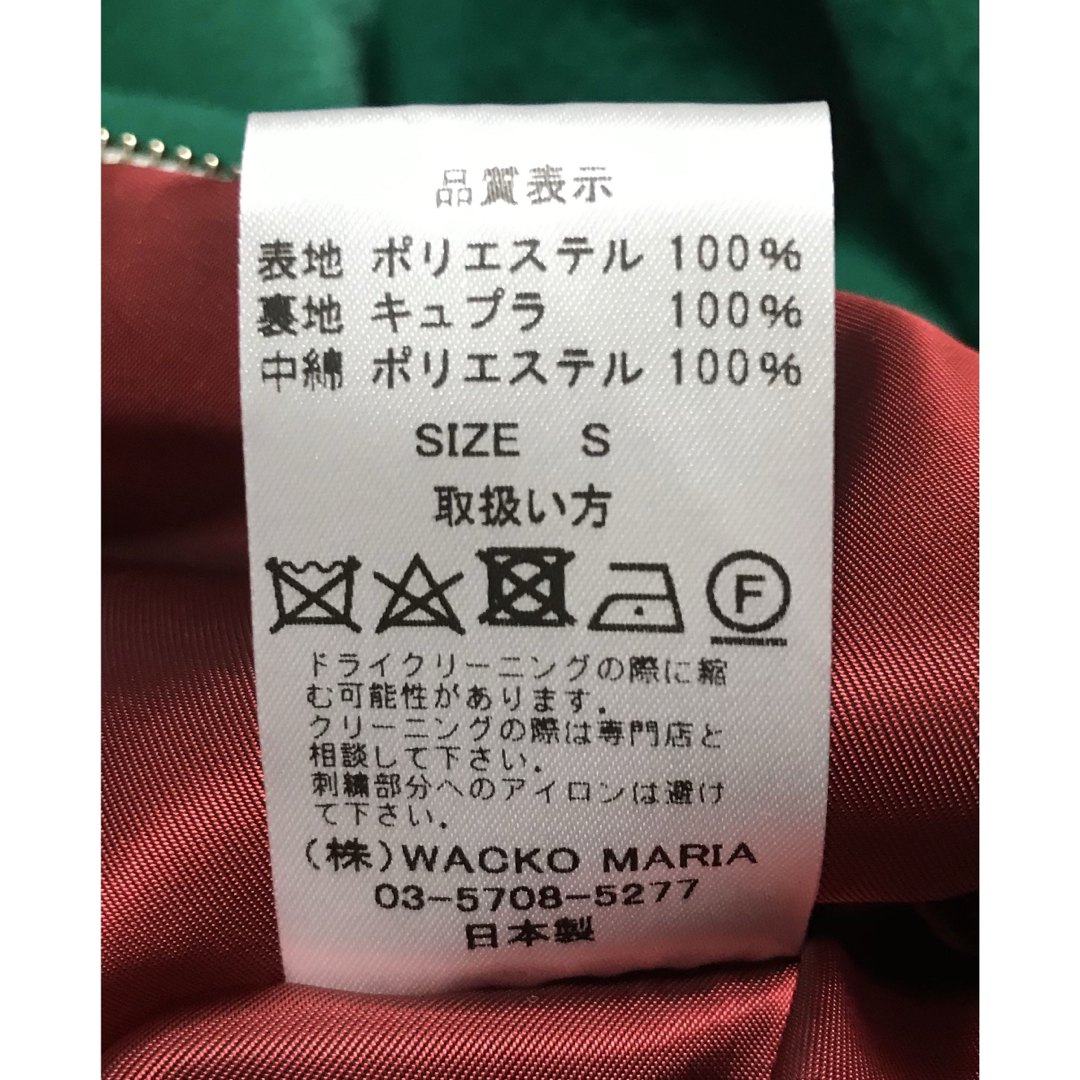 品質表示
表地 ポリエステル 100%
裏地 キュプラ 100%
中綿 ポリエステル 100%
SIZE S
取扱い方
F
ドライクリーニングの際に縮
む可能性があります.
クリーニングの際は専門店と
相談して下さい.
刺繍部分へのアイロンは避け
て下さい.
(株)WACKO MARIA
03-5708-5277
日本製